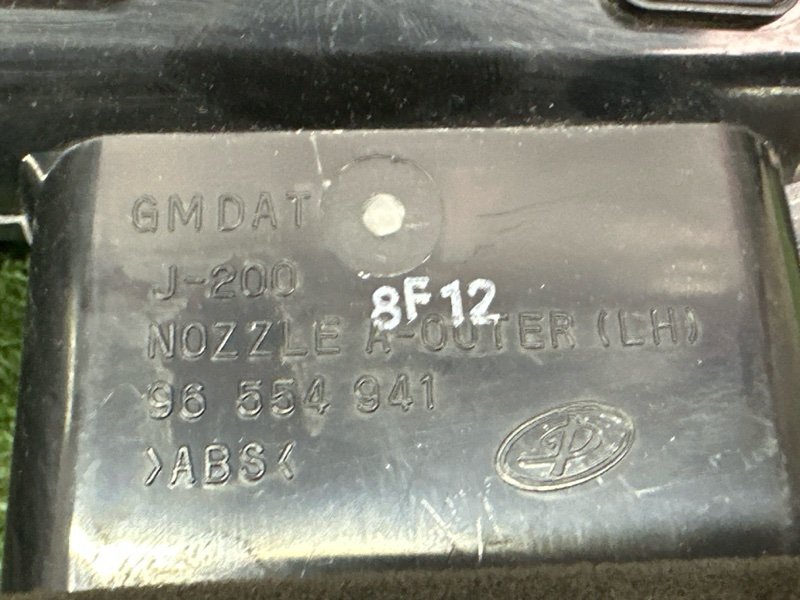 GMDAT
J-200
8F12
NOZZLE A-OUTER (LH)
96 554 941
>ABS<